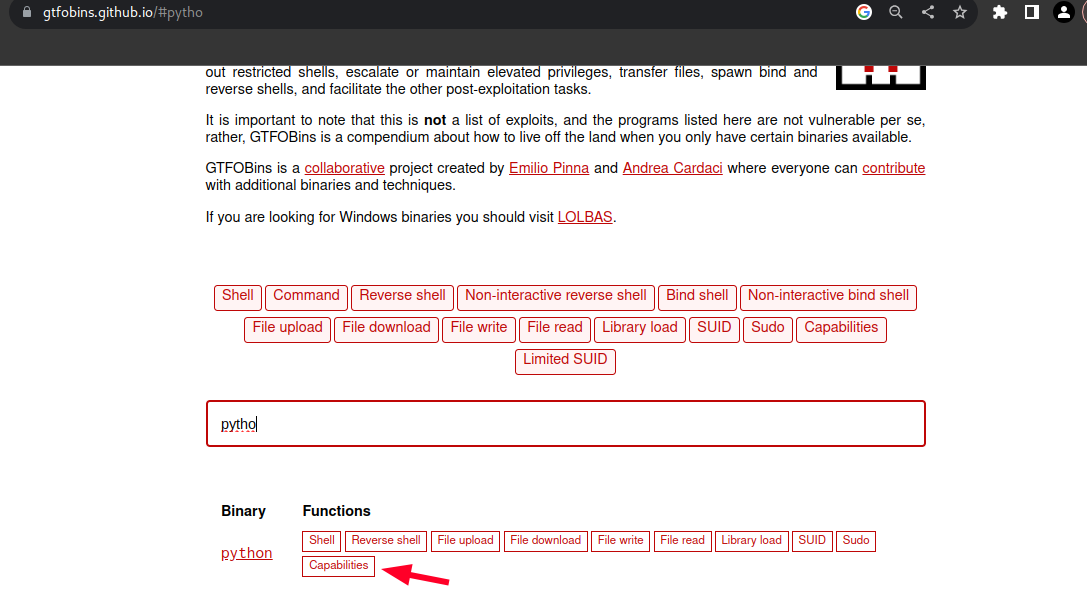 gtfobins.github.io/#pytho
out restricted shells, escalate or maintain elevated privileges, transfer files, spawn bind and
reverse shells, and facilitate the other post-exploitation tasks.
It is important to note that this is not a list of exploits, and the programs listed here are not vulnerable per se,
rather, GTFOBins is a compendium about how to live off the land when you only have certain binaries available.
GTFOBins is a collaborative project created by Emilio Pinna and Andrea Cardaci where everyone can contribute
with additional binaries and techniques.
If you are looking for Windows binaries you should visit LOLBAS.
Shell Command Reverse shell Non-interactive reverse shell Bind shell Non-interactive bind shell
File upload File download File write File read Library load SUID Sudo Capabilities
Limited SUID
pytho
Binary Functions
python Shell Reverse shell File upload File download File write File read Library load SUID Sudo
Capabilities